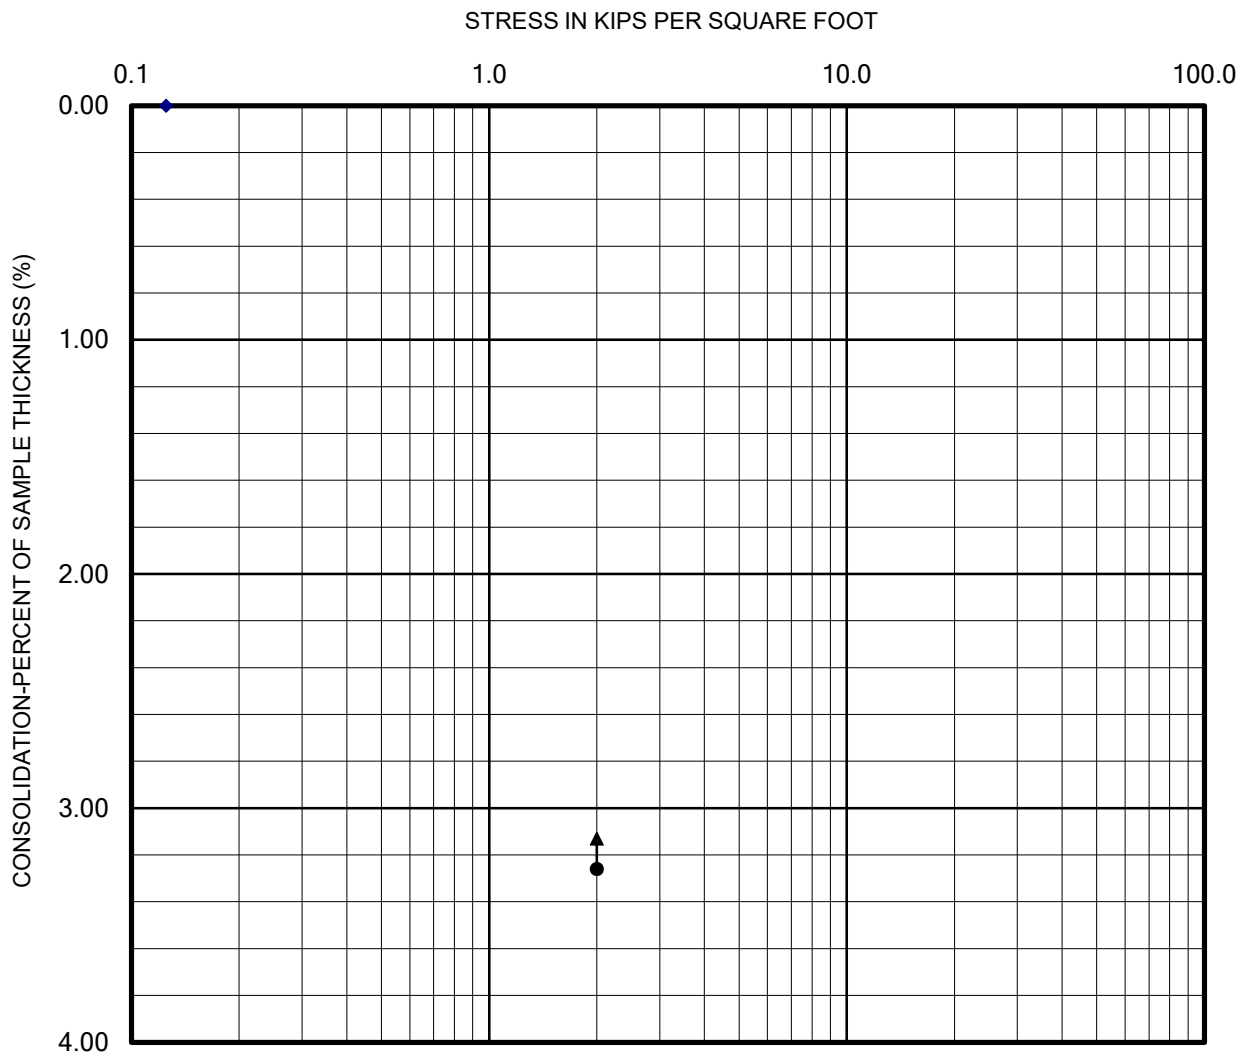 STRESS IN KIPS PER SQUARE FOOT
0.1 1.0 10.0 100.0
0.00
1.00
2.00
3.00
4.00
CONSOLIDATION-PERCENT OF SAMPLE THICKNESS (%)